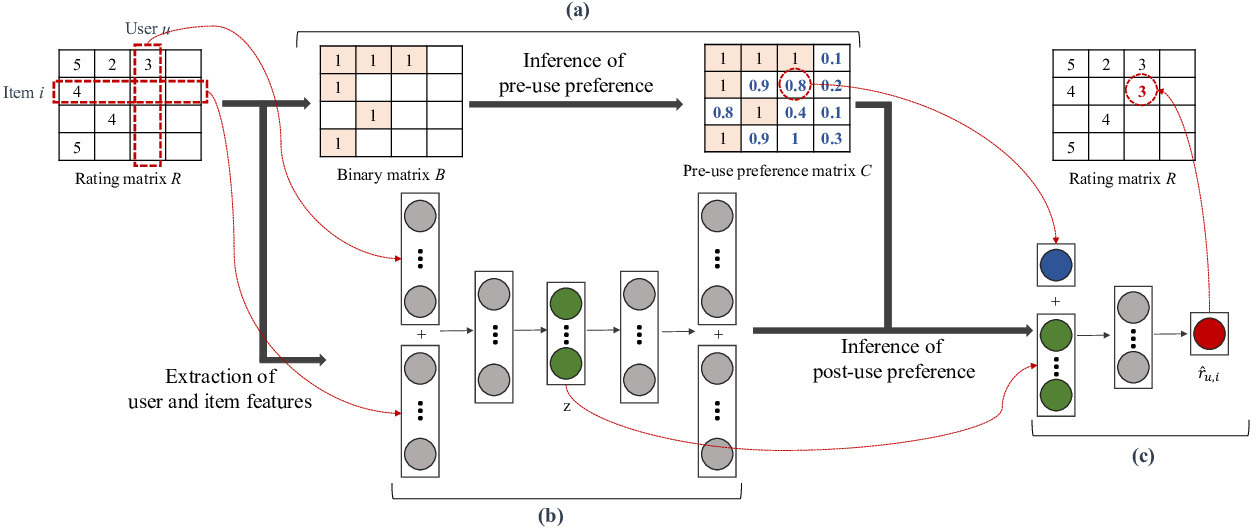 (a)
User u
5 2 3
4
4
5
Item i
Rating matrix R
1 1 1
1
1
1
Binary matrix B
Inference of
pre-use preference
1 1 1 0.1
1 0.9 0.8 0.2
0.8 1 0.4 0.1
1 0.9 1 0.3
Pre-use preference matrix C
5 2 3
4 3
4
5
Rating matrix R
Extraction of
user and item features
+
z
+
(b)
Inference of
post-use preference
+
r̂u,i
(c)